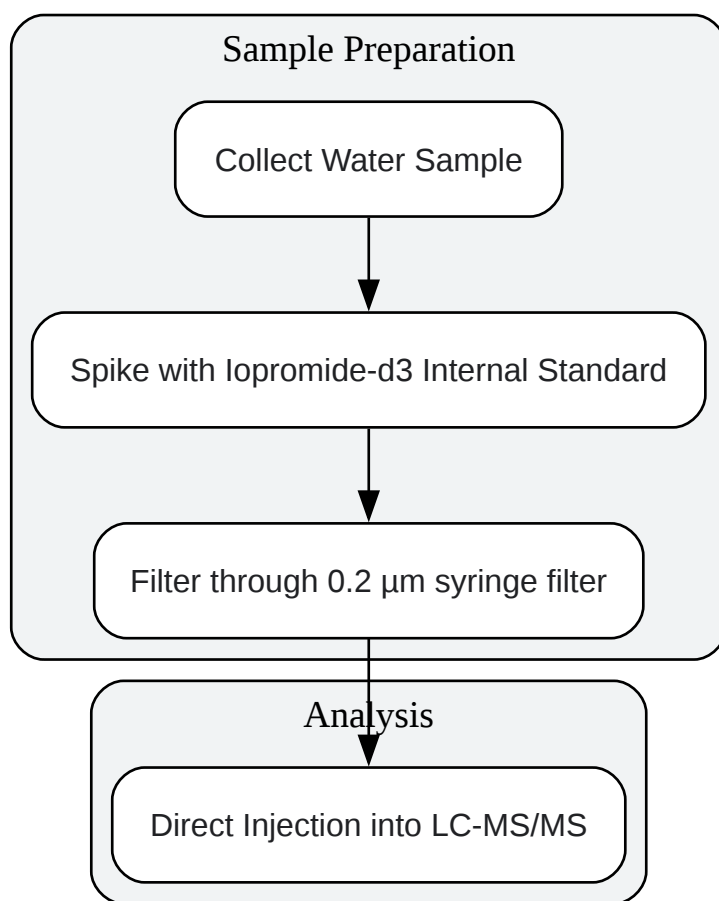 Sample Preparation
Collect Water Sample
Spike with Iopromide-d3 Internal Standard
Filter through 0.2 µm syringe filter
Analysis
Direct Injection into LC-MS/MS